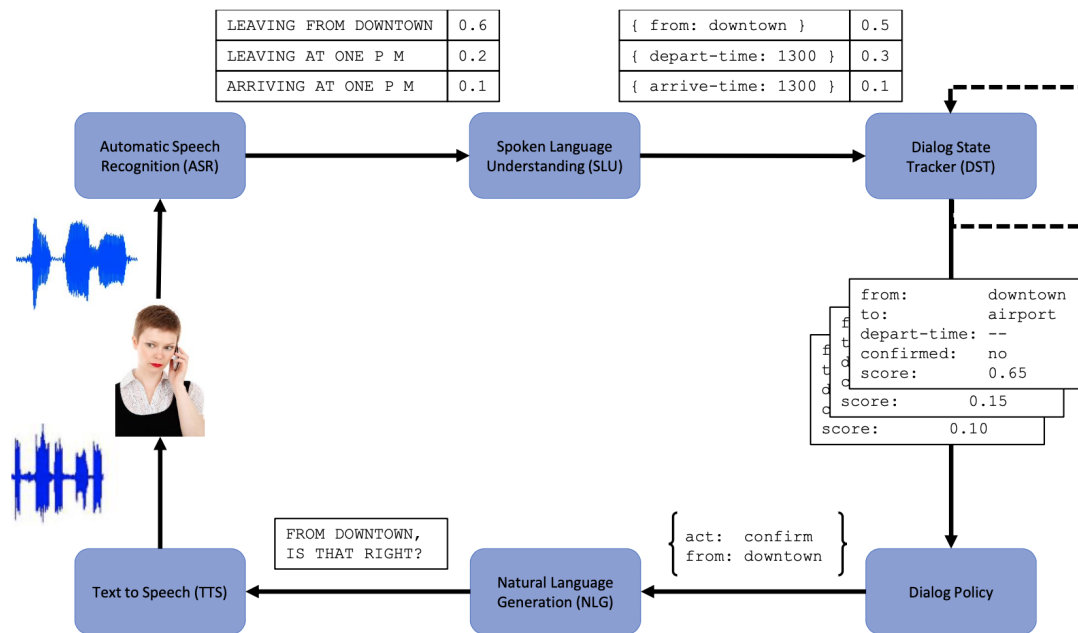 LEAVING FROM DOWNTOWN 0.6
LEAVING AT ONE P M 0.2
ARRIVING AT ONE P M 0.1
{ from: downtown } 0.5
{ depart-time: 1300 } 0.3
{ arrive-time: 1300 } 0.1
Automatic Speech
Recognition (ASR)
Spoken Language
Understanding (SLU)
Dialog State
Tracker (DST)
from: downtown
to: airport
depart-time: --
confirmed: no
score: 0.65
f
t
d
c
score: 0.15
f
t
d
c
score: 0.10
act: confirm
from: downtown
FROM DOWNTOWN,
IS THAT RIGHT?
Text to Speech (TTS)
Natural Language
Generation (NLG)
Dialog Policy